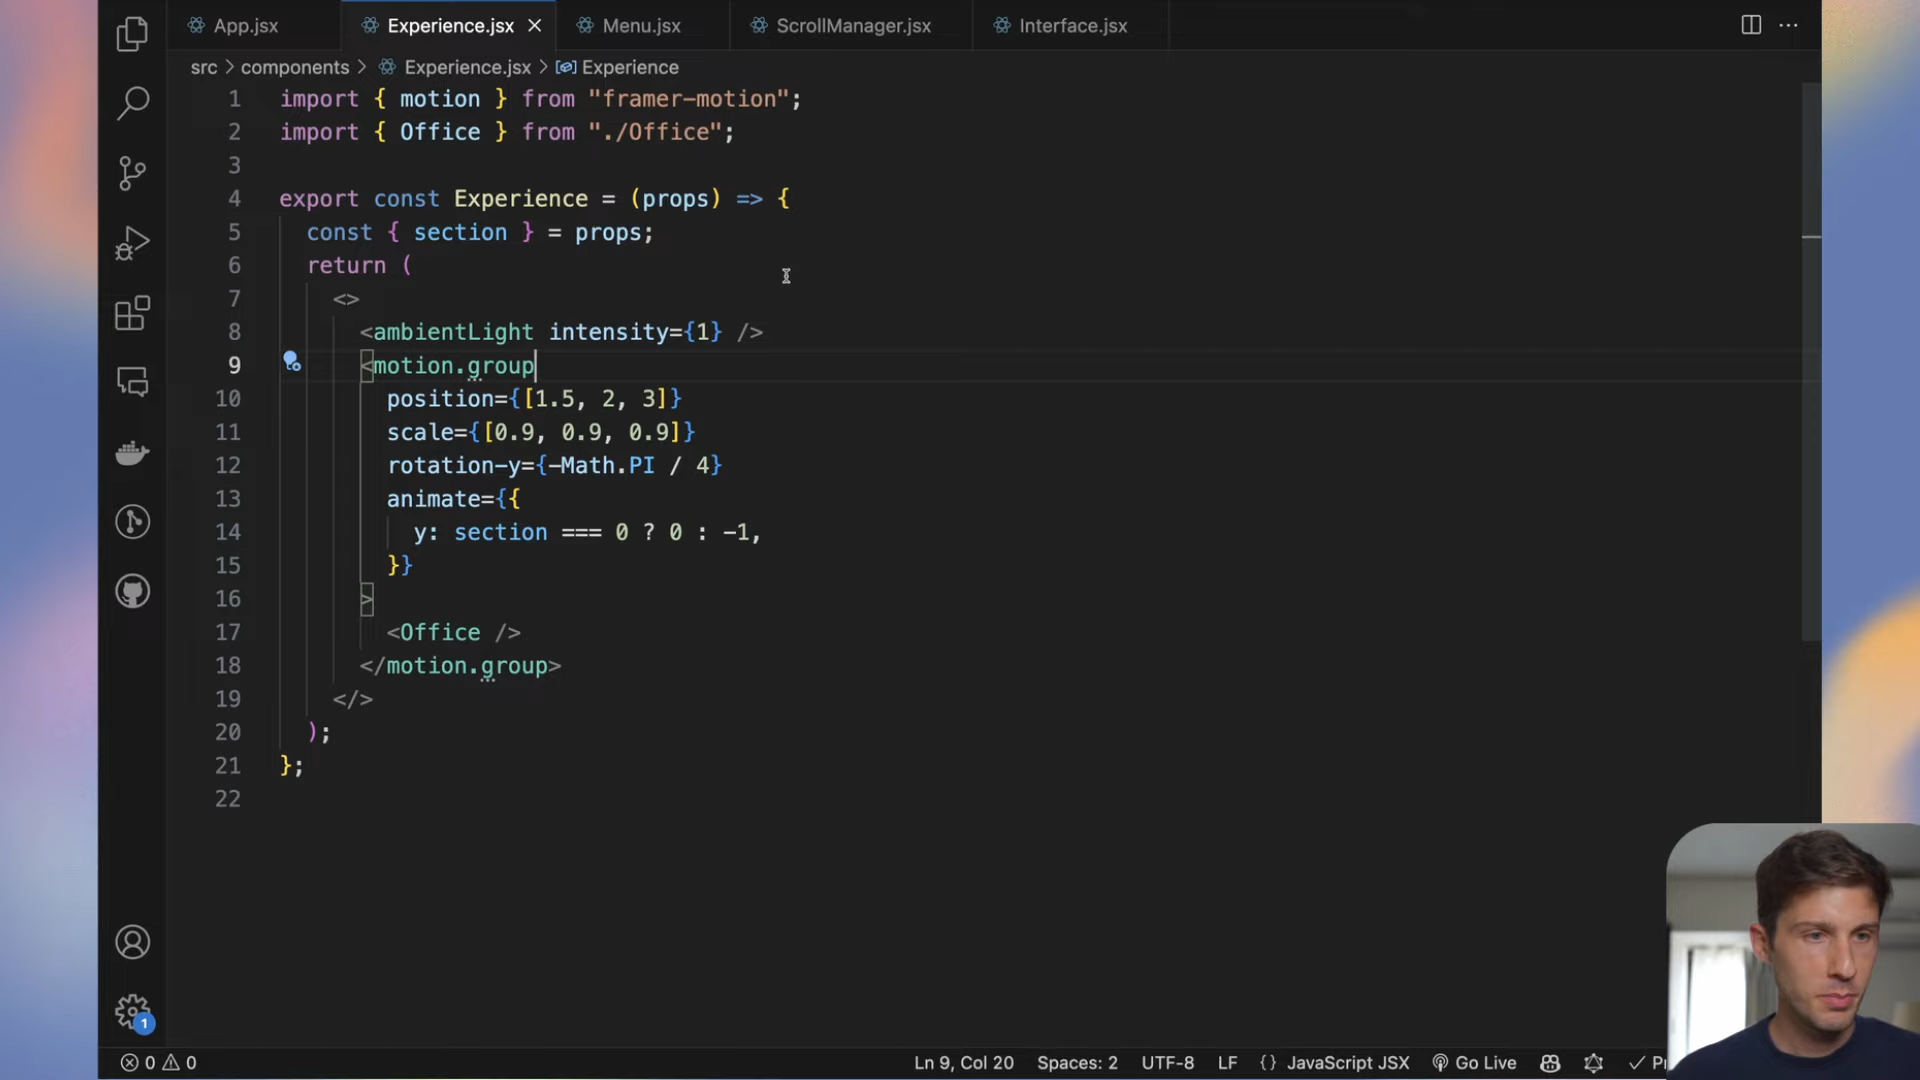 App.jsx Experience.jsx Menu.jsx ScrollManager.jsx Interface.jsx
src > components > Experience.jsx > Experience
1 import { motion } from "framer-motion";
2 import { Office } from "./Office";
3
4 export const Experience = (props) => {
5 const { section } = props;
6 return (
7 <>
8 <ambientLight intensity={1} />
9 <motion.group
10 position={[1.5, 2, 3]}
11 scale={[0.9, 0.9, 0.9]}
12 rotation-y={-Math.PI / 4}
13 animate={{
14 y: section === 0 ? 0 : -1,
15 }}
16 >
17 <Office />
18 </motion.group>
19 </>
20 );
21 };
22
1
0 0 Ln 9, Col 20 Spaces: 2 UTF-8 LF {} JavaScript JSX Go Live